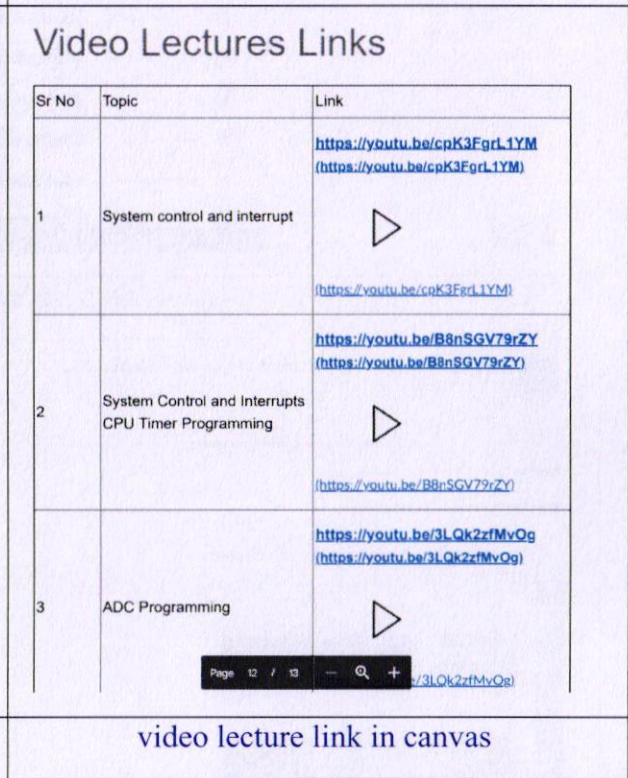 Video Lectures Links
Sr No Topic Link
https://youtu.be/cpK3FgrL1YM
(https://youtu.be/cpK3FgrL1YM)
1 System control and interrupt
(https://youtu.be/cpK3FgrL1YM)
https://youtu.be/B8nSGV79rZY
(https://youtu.be/B8nSGV79rZY)
2 System Control and Interrupts
CPU Timer Programming
(https://youtu.be/B8nSGV79rZY)
https://youtu.be/3LQk2zfMvOg
(https://youtu.be/3LQk2zfMvOg)
3 ADC Programming
Page 12 / 13 — +
e/3LQk2zfMvOg)
video lecture link in canvas